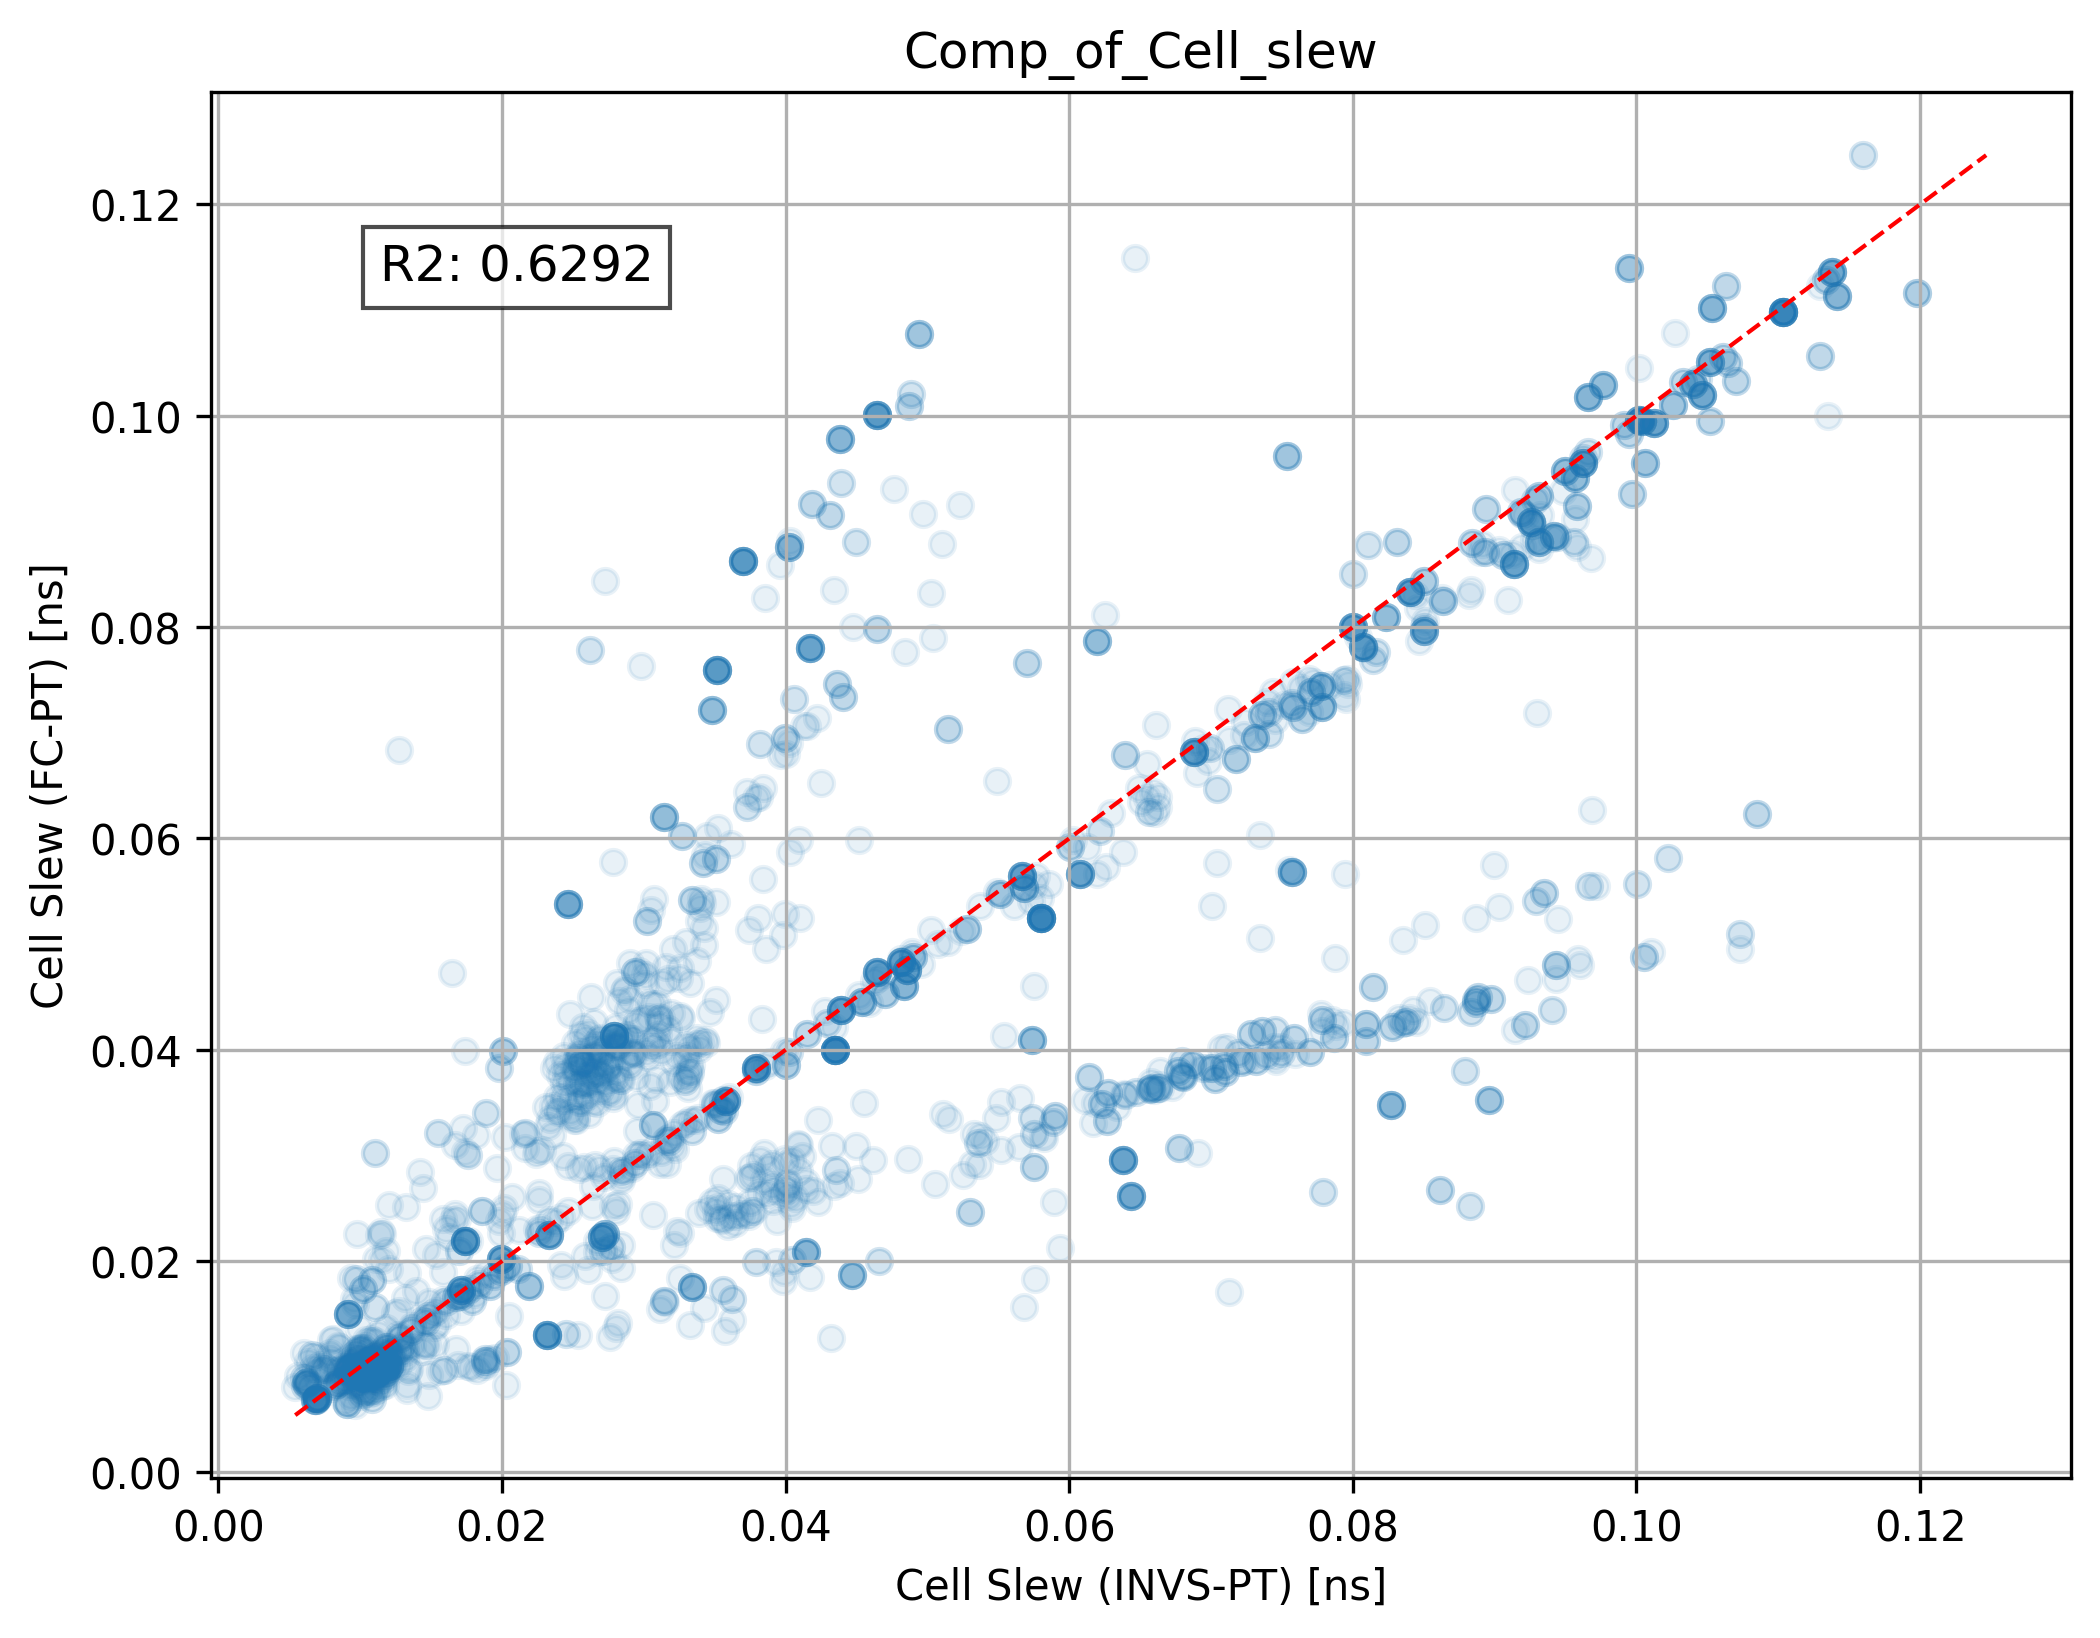 Comp_of_Cell_slew
R2: 0.6292
Cell Slew (FC-PT) [ns]
0.12
0.10
0.08
0.06
0.04
0.02
0.00
0.00 0.02 0.04 0.06 0.08 0.10 0.12
Cell Slew (INVS-PT) [ns]